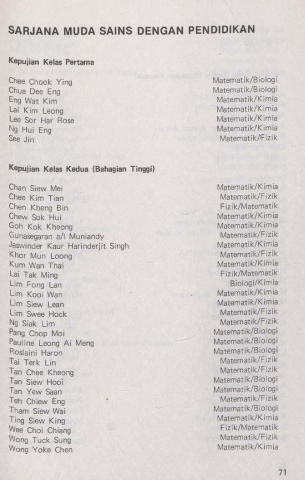 SARJANA MUDA SAINS DENGAN PENDIDIKAN
Kepujian Kelas Pertama
Chee Chook Ying Matematik/Biologi
Chua Dee Eng Matematik/Biologi
Eng Wat Kim Matematik/Kimia
Lai Kim Leong Matematik/Kimia
Lee Sor Har Rose Matematik/Kimia
Ng Hui Eng Matematik/Kimia
See Jin Matematik/Fizik
Kepujian Kelas Kedua (Bahagian Tinggi)
Chan Siew Mei Matematik/Kimia
Chee Kim Tian Matematik/Fizik
Chen Kheng Bin Fizik/Matematik
Chew Sok Hui Matematik/Kimia
Goh Kok Kheong Matematik/Kimia
Gunasegaran a/l Muniandy Matematik/Fizik
Jaswinder Kaur Harinderjit Singh Matematik/Kimia
Khor Mun Loong Matematik/Fizik
Kum Wan Thai Matematik/Kimia
Lai Tak Ming Fizik/Matematik
Lim Fong Lan Biologi/Kimia
Lim Kooi Wan Matematik/Kimia
Lim Siew Lean Matematik/Kimia
Lim Swee Hock Matematik/Fizik
Ng Siak Lim Matematik/Fizik
Pang Chop Moi Matematik/Biologi
Pauline Leong Ai Meng Matematik/Biologi
Roslaini Haron Matematik/Biologi
Tai Terk Lin Matematik/Fizik
Tan Chee Kheong Matematik/Fizik
Tan Siew Hooi Matematik/Biologi
Tan Yew Saan Matematik/Biologi
Teh Chiew Eng Matematik/Fizik
Tham Siew Wai Matematik/Biologi
Ting Siew King Matematik/Kimia
Wee Choi Chiang Fizik/Matematik
Wong Tuck Sung Matematik/Fizik
Wong Yoke Chen Matematik/Kimia
71